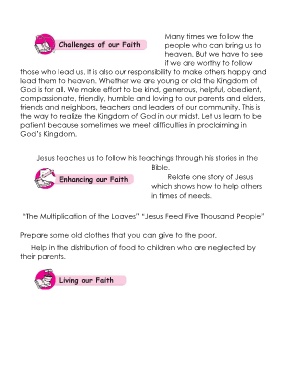 Many times we follow the
Challenges of our Faith
people who can bring us to
heaven. But we have to see
if we are worthy to follow
those who lead us. It is also our responsibility to make others happy and
lead them to heaven. Whether we are young or old the Kingdom of
God is for all. We make effort to be kind, generous, helpful, obedient,
compassionate, friendly, humble and loving to our parents and elders,
friends and neighbors, teachers and leaders of our community. This is
the way to realize the Kingdom of God in our midst. Let us learn to be
patient because sometimes we meet difficulties in proclaiming in
God's Kingdom.
Jesus teaches us to follow his teachings through his stories in the
Bible.
Enhancing our Faith
Relate one story of Jesus
which shows how to help others
in times of needs.
"The Multiplication of the Loaves" "Jesus Feed Five Thousand People"
Prepare some old clothes that you can give to the poor.
Help in the distribution of food to children who are neglected by
their parents.
Living our Faith